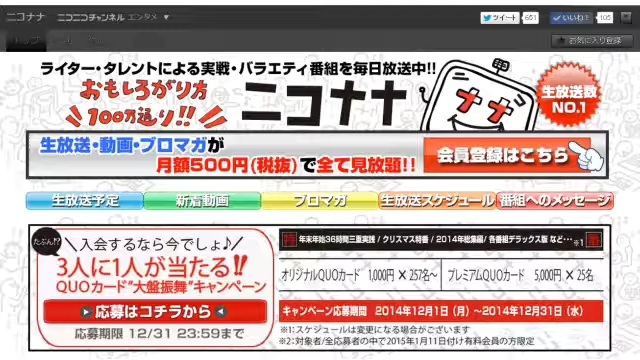 ニコナナ ニコニコチャンネル エンタメ ▼
ツイート 651 いいね! 105
トップ
★ お気に入り登録
ライター・タレントによる実戦・バラエティ番組を毎日放送中!!
おもしろがり方
100万通り!!
ニコナナ
ナナ
生放送数
NO.1
生放送・動画・ブロマガが
月額500円(税抜)で全て見放題!!
会員登録はこちら
生放送予定 新着動画 ブロマガ 生放送スケジュール 番組へのメッセージ
たぶん!?
\入会するなら今でしょ♪/
3人に1人が当たる!!
QUOカード"大盤振舞"キャンペーン
応募はコチラから
応募期限 12/31 23:59まで
年末年始36時間三重実践 / クリスマス特番 / 2014年総集篇/ 各番組デラックス版 など… ※1
オリジナルQUOカード 1,000円 ×257名〜 プレミアムQUOカード 5,000円 ×25名
キャンペーン応募期間 2014年12月1日(月)〜2014年12月31日(水)
※1:スケジュールは変更になる場合がございます
※2:対象者/全応募者の中で2015年1月11日付け有料会員の方限定